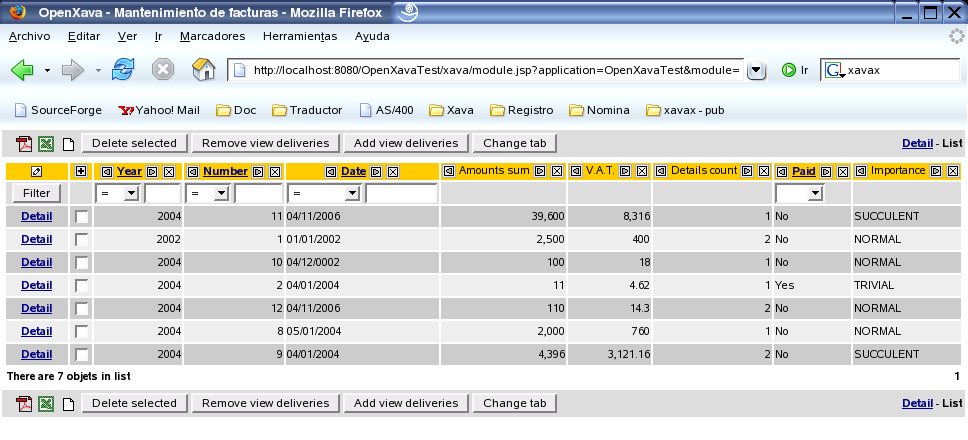 OpenXava - Mantenimiento de facturas - Mozilla Firefox
Archivo Editar Ver Ir Marcadores Herramientas Ayuda
http://localhost:8080/OpenXavaTest/xava/module.jsp?application=OpenXavaTest&module= Ir G xavax
SourceForge Yahoo! Mail Doc Traductor AS/400 Xava Registro Nomina xavax - pub
Delete selected Remove view deliveries Add view deliveries Change tab Detail - List
Year Number Date Amounts sum V.A.T. Details count Paid Importance
Filter = = =
Detail 2004 11 04/11/2006 39,600 8,316 1 No SUCCULENT
Detail 2002 1 01/01/2002 2,500 400 2 No NORMAL
Detail 2004 10 04/12/0002 100 18 1 No NORMAL
Detail 2004 2 04/01/2004 11 4.62 1 Yes TRIVIAL
Detail 2004 12 04/11/2006 110 14.3 2 No NORMAL
Detail 2004 8 05/01/2004 2,000 760 1 No NORMAL
Detail 2004 9 04/01/2004 4,396 3,121.16 2 No SUCCULENT
There are 7 objets in list 1
Delete selected Remove view deliveries Add view deliveries Change tab Detail - List